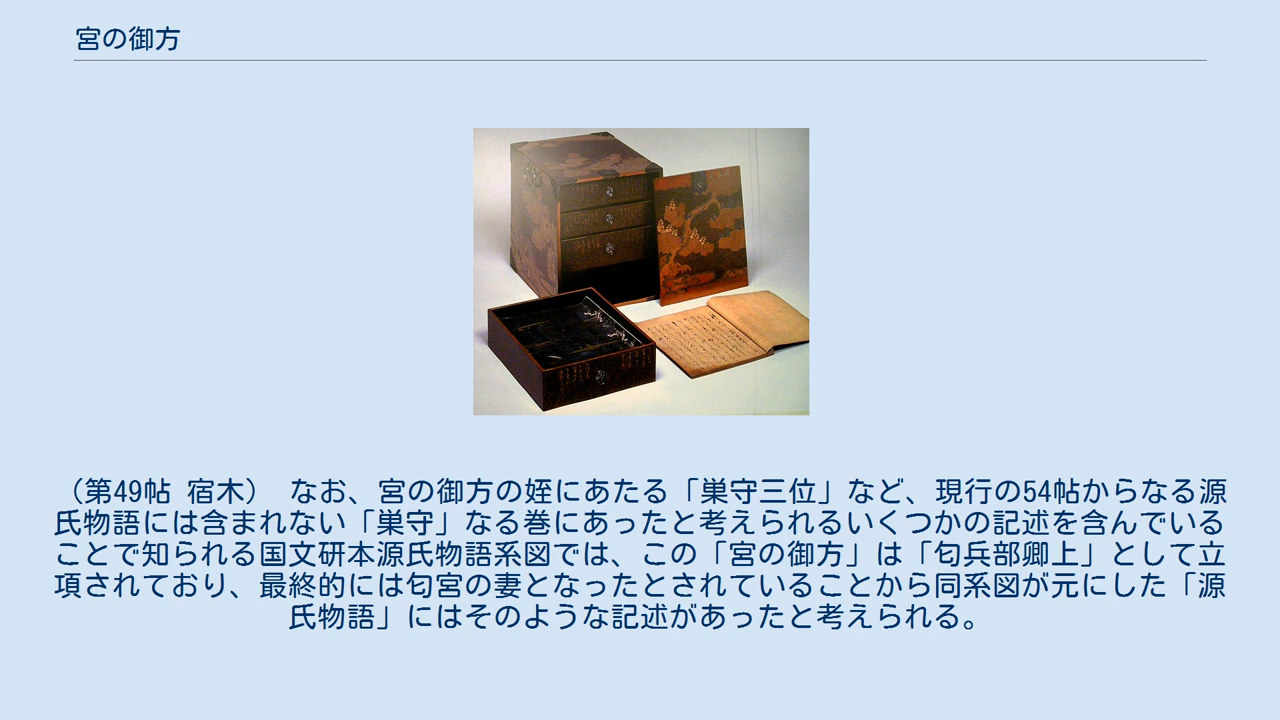 宮の御方
（第49帖 宿木） なお、宮の御方の姪にあたる「巣守三位」など、現行の54帖からなる源
氏物語には含まれない「巣守」なる巻にあったと考えられるいくつかの記述を含んでいる
ことで知られる国文研本源氏物語系図では、この「宮の御方」は「匂兵部卿上」として立
項されており、最終的には匂宮の妻となったとされていることから同系図が元にした「源
氏物語」にはそのような記述があったと考えられる。